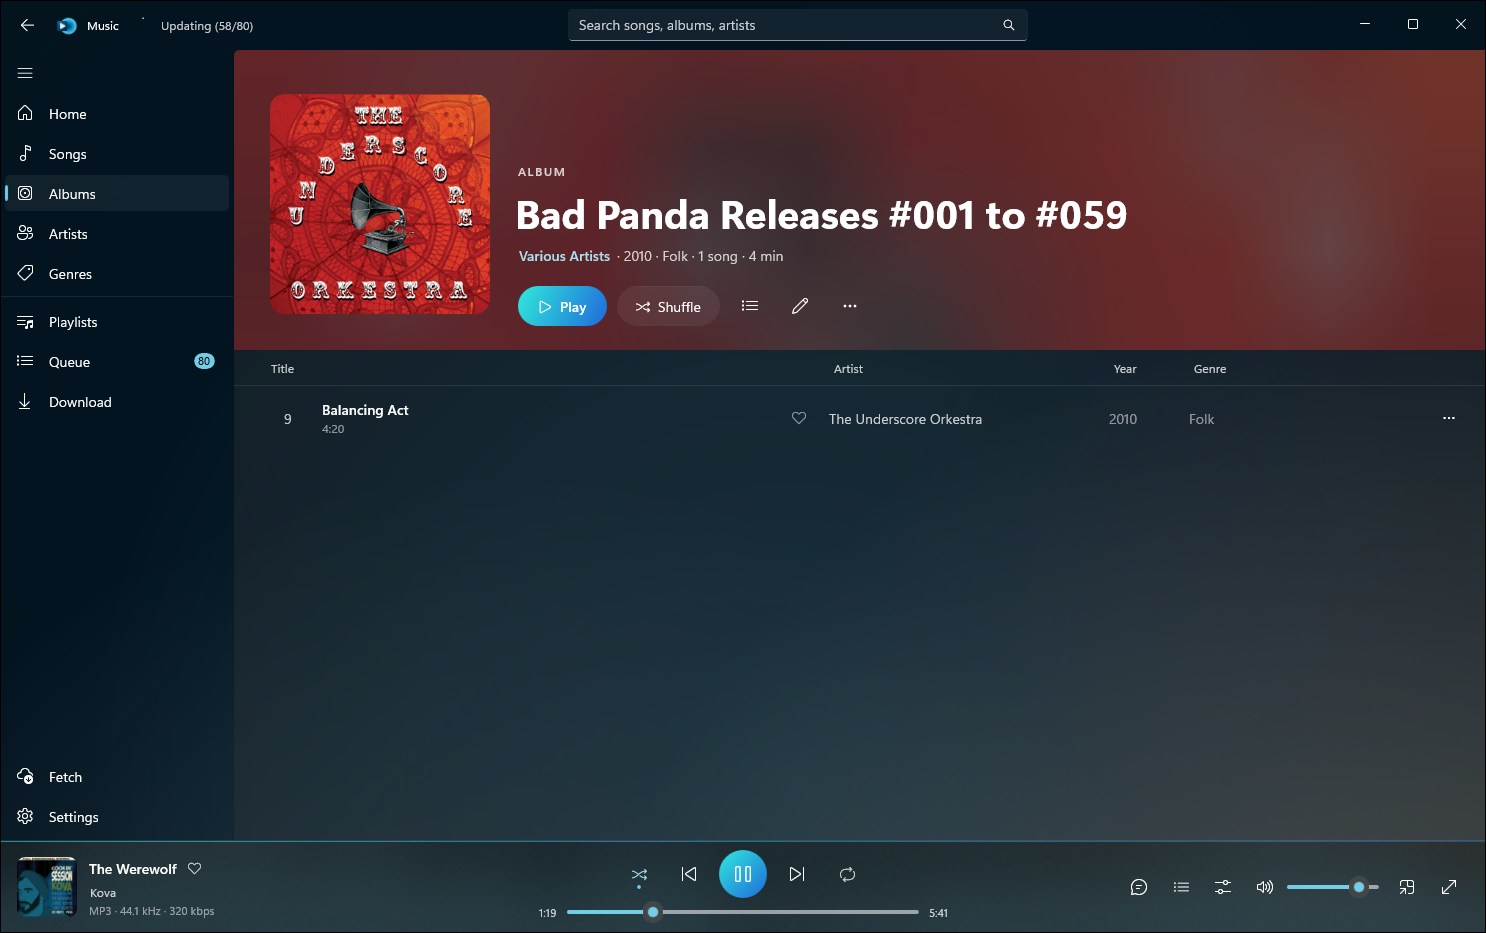 Music
Updating (58/80)
Search songs, albums, artists
Home
Songs
Albums
Artists
Genres
Playlists
Queue
80
Download
Fetch
Settings
THE
UNDERSCORE
ORKESTRA
ALBUM
Bad Panda Releases #001 to #059
Various Artists · 2010 · Folk · 1 song · 4 min
Play
Shuffle
Title Artist Year Genre
9 Balancing Act The Underscore Orkestra 2010 Folk
4:20
SESSION
KOVA
The Werewolf
Kova
MP3 · 44.1 kHz · 320 kbps
1:19
5:41